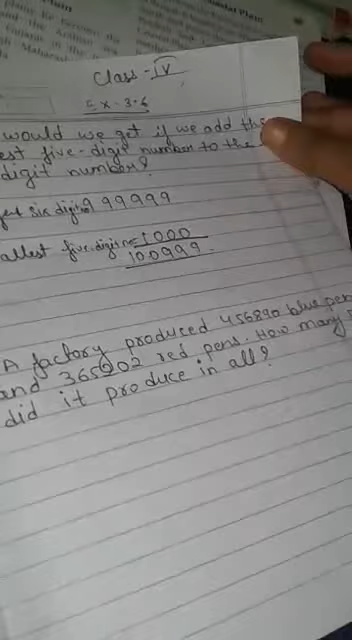 Class - IV
Ex - 3.6
would we get if we add the
est five-digit number to the
digit number?
est six digit 999999
allest five-digit no = 1000
100999
A factory produced 456890 blue pen
and 365902 red pens. How many
did it produce in all?